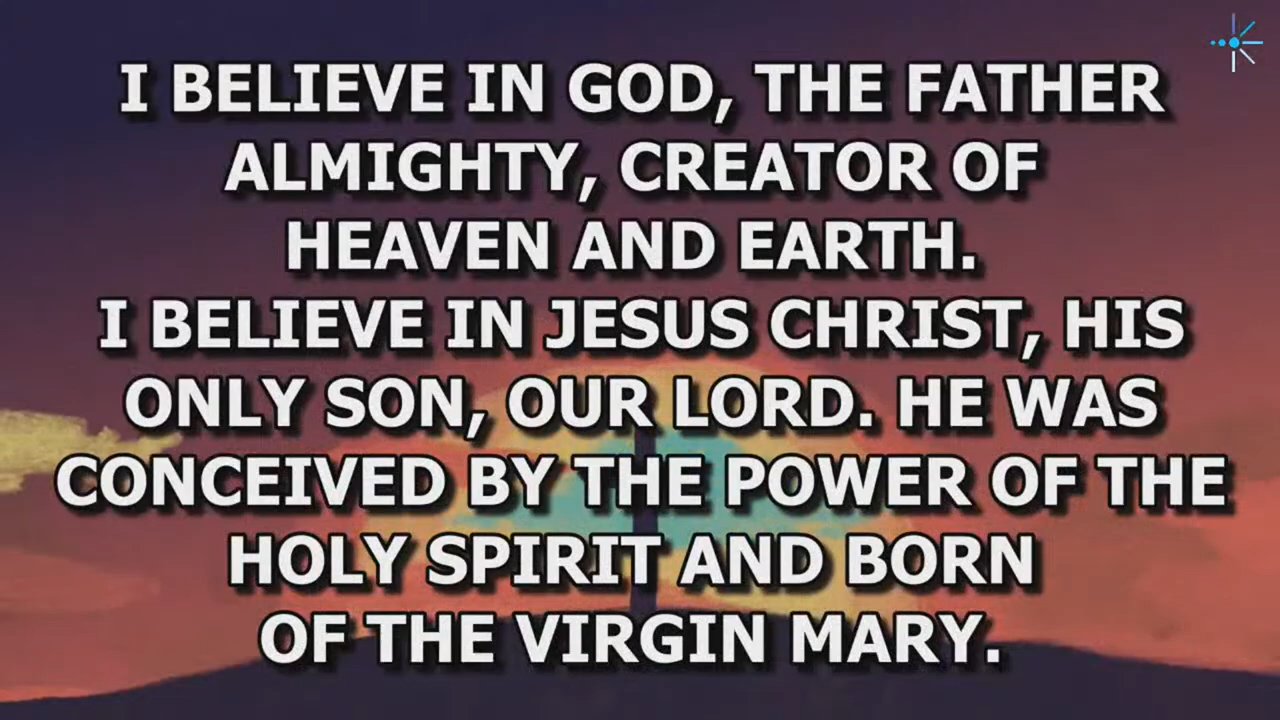 I BELIEVE IN GOD, THE FATHER
ALMIGHTY, CREATOR OF
HEAVEN AND EARTH.
I BELIEVE IN JESUS CHRIST, HIS
ONLY SON, OUR LORD. HE WAS
CONCEIVED BY THE POWER OF THE
HOLY SPIRIT AND BORN
OF THE VIRGIN MARY.